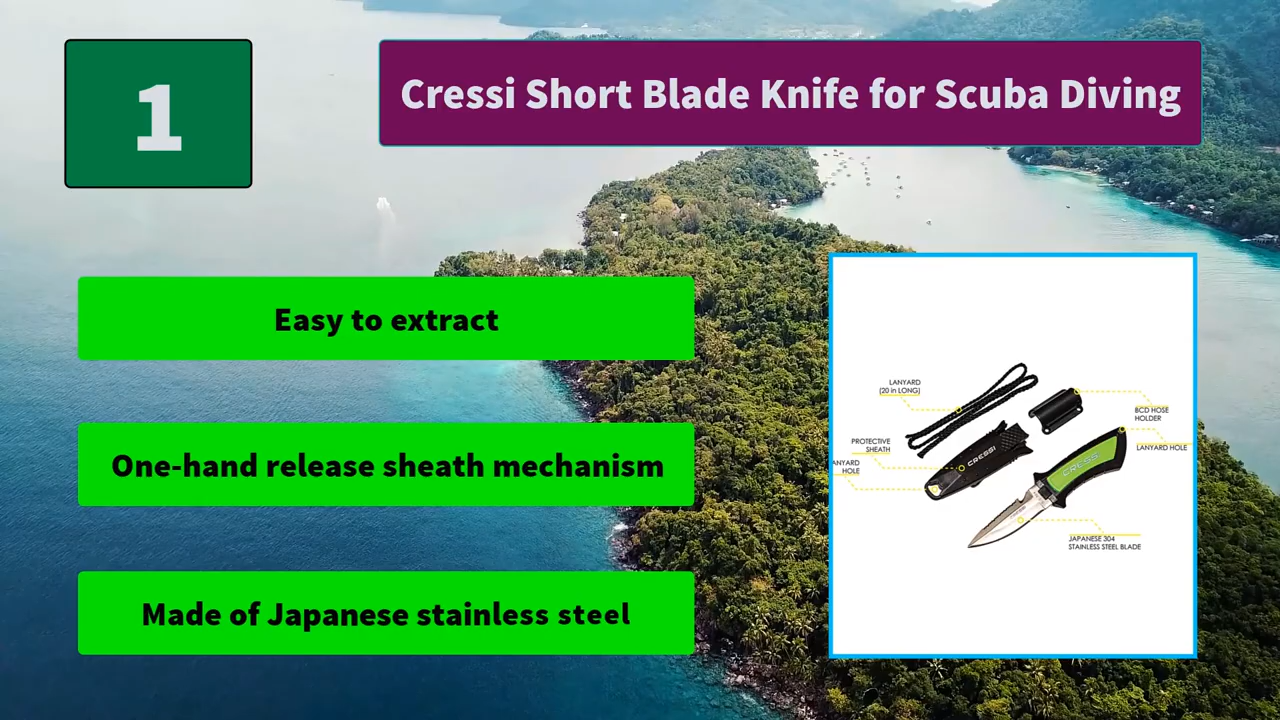 1
Cressi Short Blade Knife for Scuba Diving
Easy to extract
One-hand release sheath mechanism
Made of Japanese stainless steel
LANYARD
(20 in LONG)
BCD HOSE
HOLDER
PROTECTIVE
SHEATH
LANYARD HOLE
ANYARD
HOLE
CRESSI
CRESSI
JAPANESE 304
STAINLESS STEEL BLADE